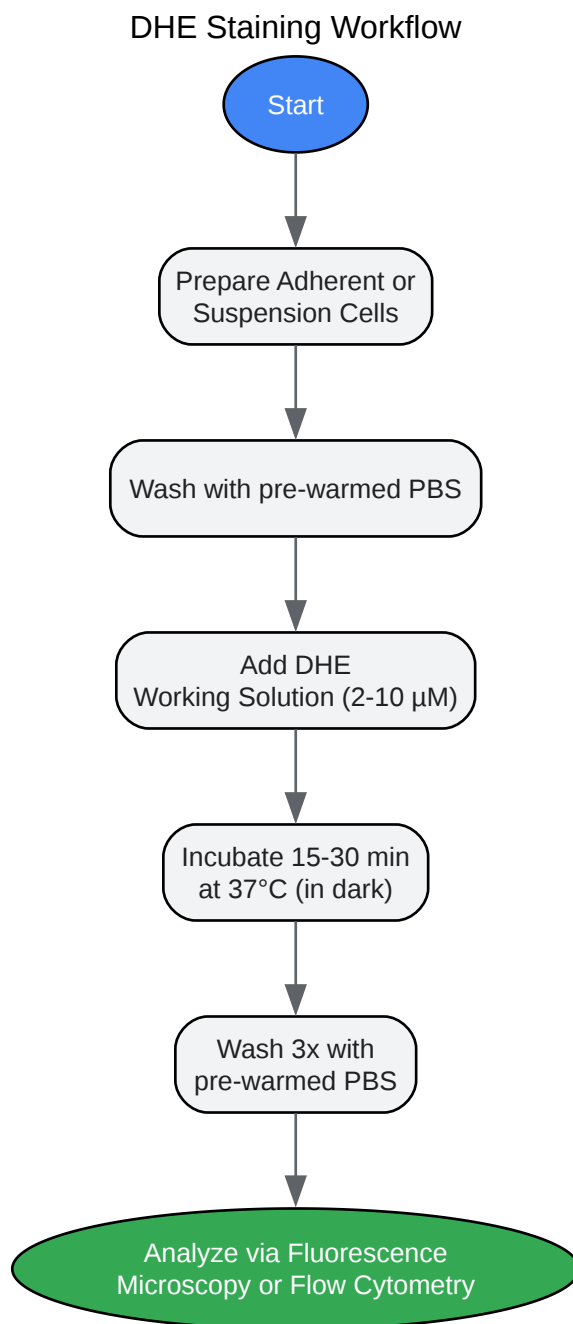 DHE Staining Workflow
Start
Prepare Adherent or
Suspension Cells
Wash with pre-warmed PBS
Add DHE
Working Solution (2-10 µM)
Incubate 15-30 min
at 37°C (in dark)
Wash 3x with
pre-warmed PBS
Analyze via Fluorescence
Microscopy or Flow Cytometry